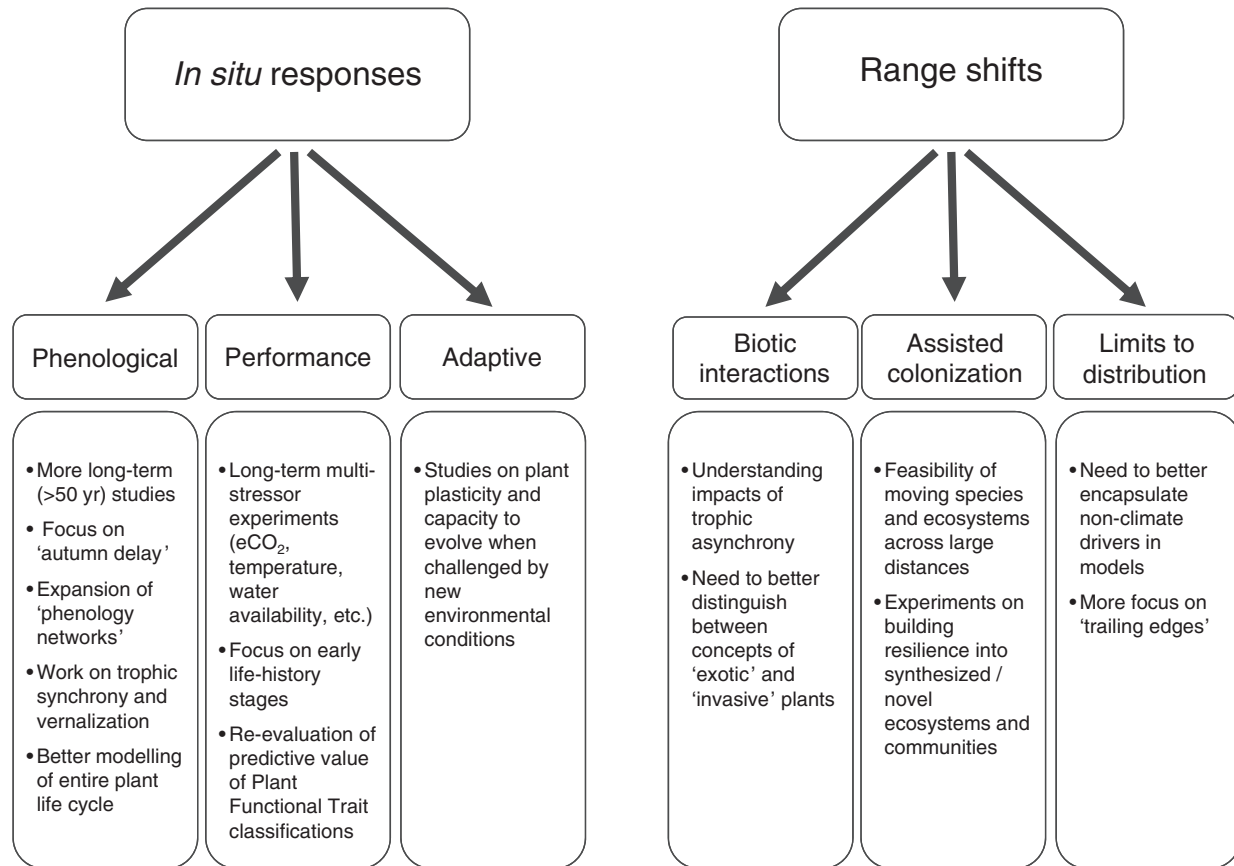 In situ responses
Range shifts
Phenological
Performance
Adaptive
Biotic
interactions
Assisted
colonization
Limits to
distribution
•More long-term
(>50 yr) studies
• Focus on
‘autumn delay’
•Expansion of
‘phenology
networks’
•Work on trophic
synchrony and
vernalization
•Better modelling
of entire plant
life cycle
•Long-term multi-
stressor
experiments
(eCO₂,
temperature,
water
availability, etc.)
•Focus on early
life-history
stages
•Re-evaluation of
predictive value
of Plant
Functional Trait
classifications
•Studies on plant
plasticity and
capacity to
evolve when
challenged by
new
environmental
conditions
•Understanding
impacts of
trophic
asynchrony
•Need to better
distinguish
between
concepts of
‘exotic’ and
‘invasive’ plants
•Feasibility of
moving species
and ecosystems
across large
distances
•Experiments on
building
resilience into
synthesized /
novel
ecosystems and
communities
•Need to better
encapsulate
non-climate
drivers in
models
•More focus on
‘trailing edges’